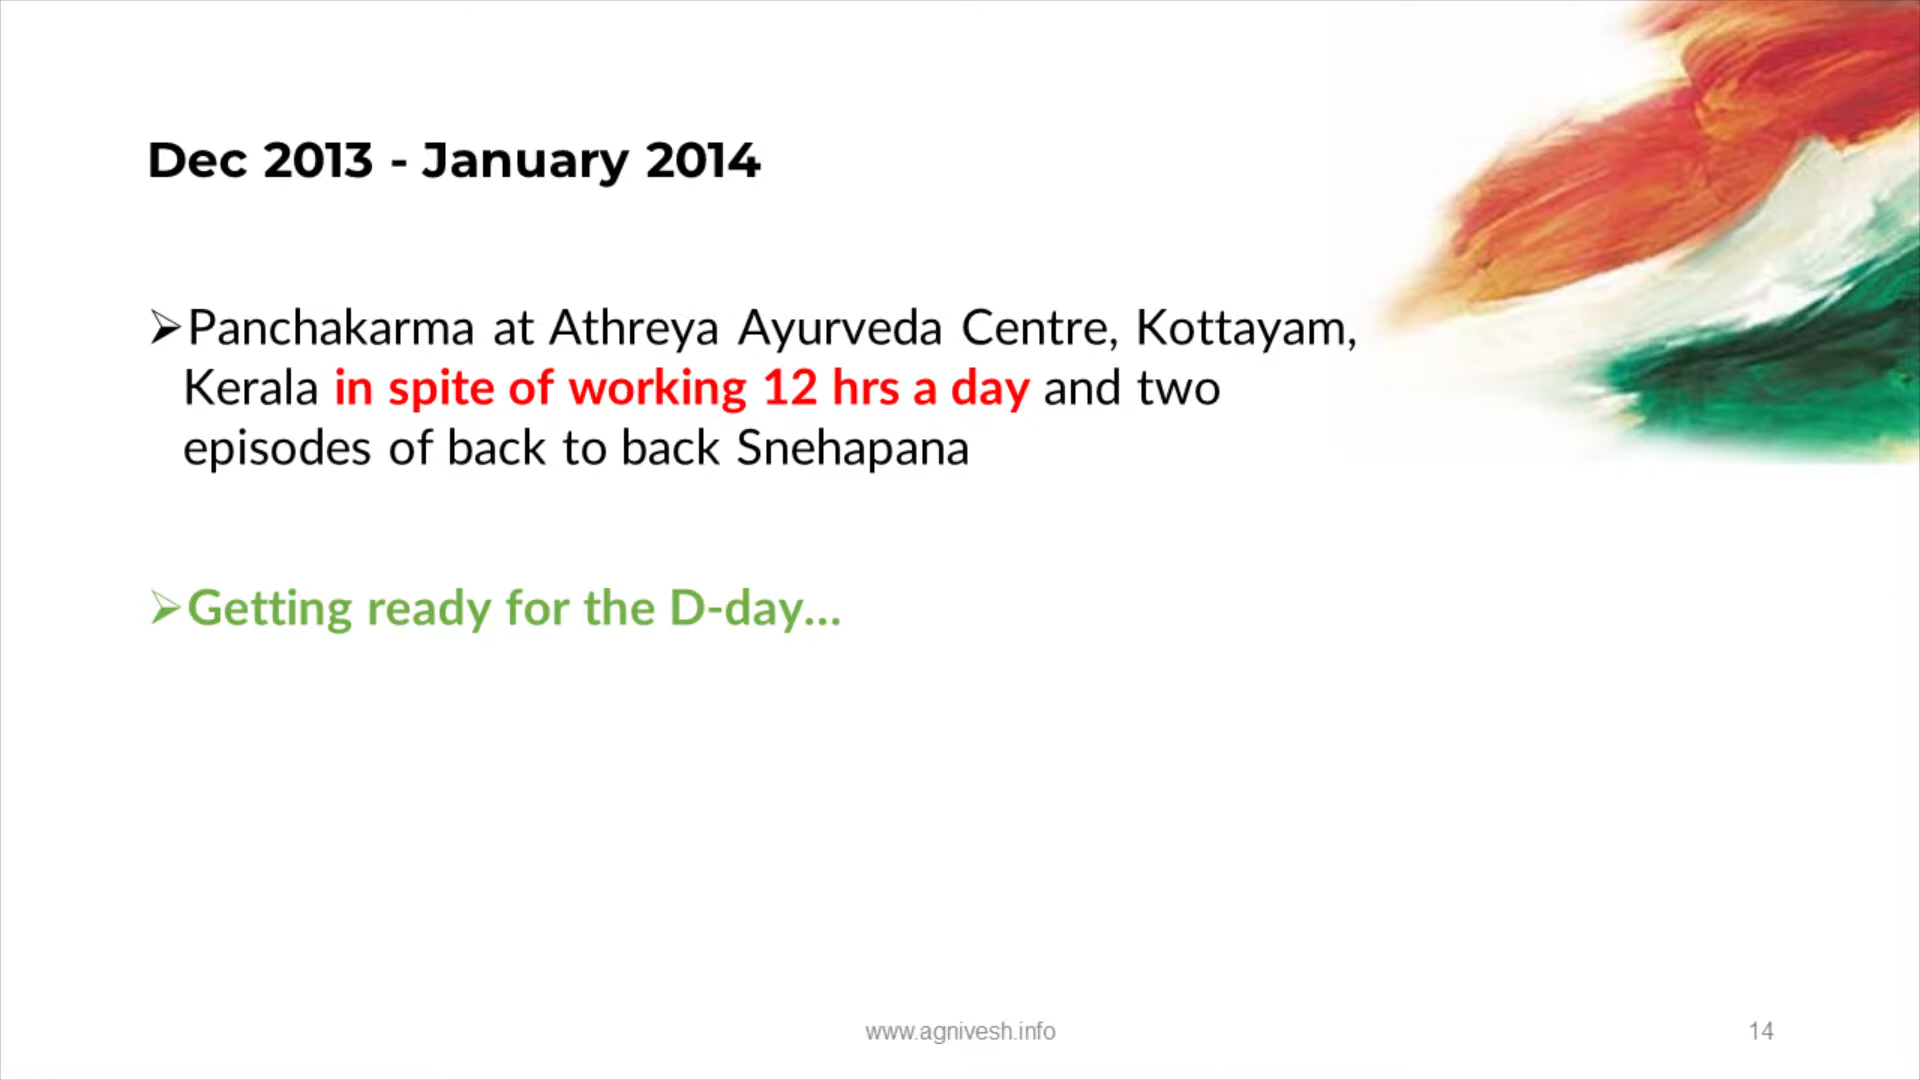 Dec 2013 - January 2014
➢Panchakarma at Athreya Ayurveda Centre, Kottayam,
Kerala in spite of working 12 hrs a day and two
episodes of back to back Snehapana
➢Getting ready for the D-day...
www.agnivesh.info
14